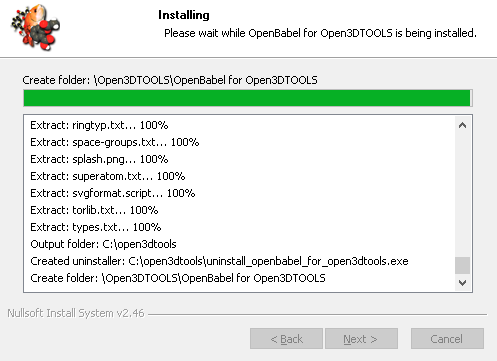 Installing
Please wait while OpenBabel for Open3DTOOLS is being installed.
Create folder: \Open3DTOOLS\OpenBabel for Open3DTOOLS
Extract: ringtyp.txt... 100%
Extract: space-groups.txt... 100%
Extract: splash.png... 100%
Extract: superatom.txt... 100%
Extract: svgformat.script... 100%
Extract: torlib.txt... 100%
Extract: types.txt... 100%
Output folder: C:\open3dtools
Created uninstaller: C:\open3dtools\uninstall_openbabel_for_open3dtools.exe
Create folder: \Open3DTOOLS\OpenBabel for Open3DTOOLS
Nullsoft Install System v2.46
< Back Next > Cancel